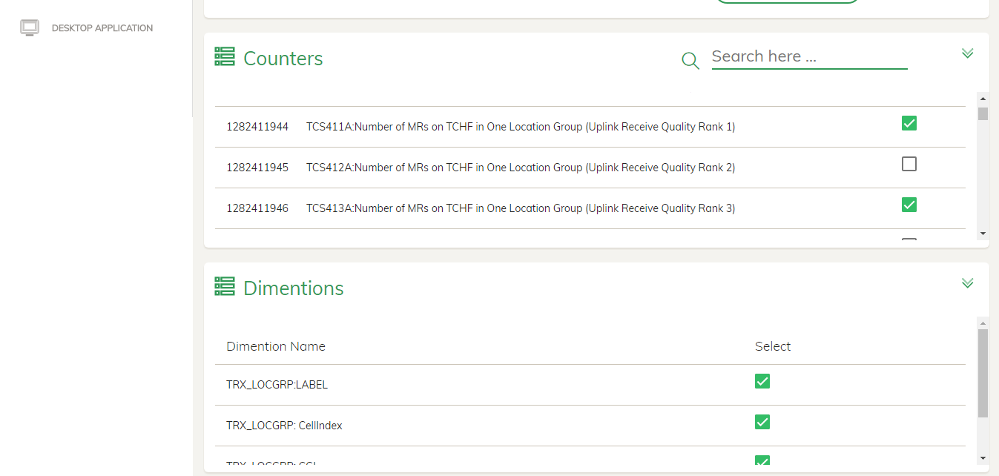 DESKTOP APPLICATION
Counters
Search here ...
1282411944 TCS411A:Number of MRs on TCHF in One Location Group (Uplink Receive Quality Rank 1)
1282411945 TCS412A:Number of MRs on TCHF in One Location Group (Uplink Receive Quality Rank 2)
1282411946 TCS413A:Number of MRs on TCHF in One Location Group (Uplink Receive Quality Rank 3)
Dimentions
Dimention Name Select
TRX_LOCGRP:LABEL
TRX_LOCGRP: CellIndex
TRX_LOCGRP: CGI